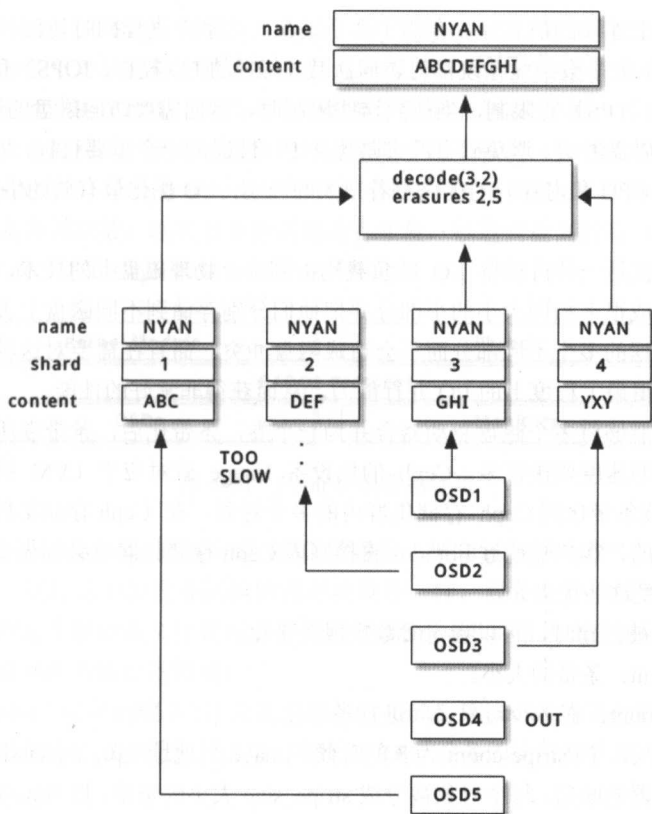 name NYAN
content ABCDEFGHI
decode(3,2)
erasures 2,5
name NYAN NYAN NYAN NYAN
shard 1 2 3 4
content ABC DEF GHI YXY
TOO
SLOW
OSD1
OSD2
OSD3
OSD4 OUT
OSD5